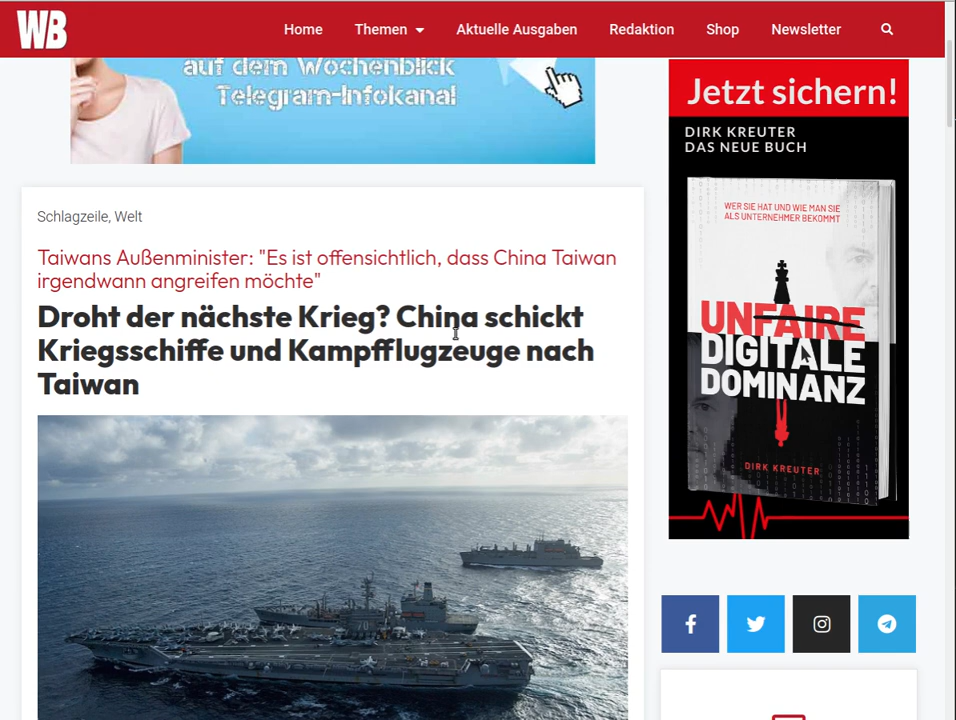 WB
Home Themen Aktuelle Ausgaben Redaktion Shop Newsletter
auf dem Wochenblick
Telegram-Infokanal
Jetzt sichern!
DIRK KREUTER
DAS NEUE BUCH
WER SIE HAT UND WIE MAN SIE
ALS UNTERNEHMER BEKOMMT
UNFAIRE
DIGITALE
DOMINANZ
DIRK KREUTER
Schlagzeile, Welt
Taiwans Außenminister: "Es ist offensichtlich, dass China Taiwan
irgendwann angreifen möchte"
Droht der nächste Krieg? China schickt
Kriegsschiffe und Kampfflugzeuge nach
Taiwan
70